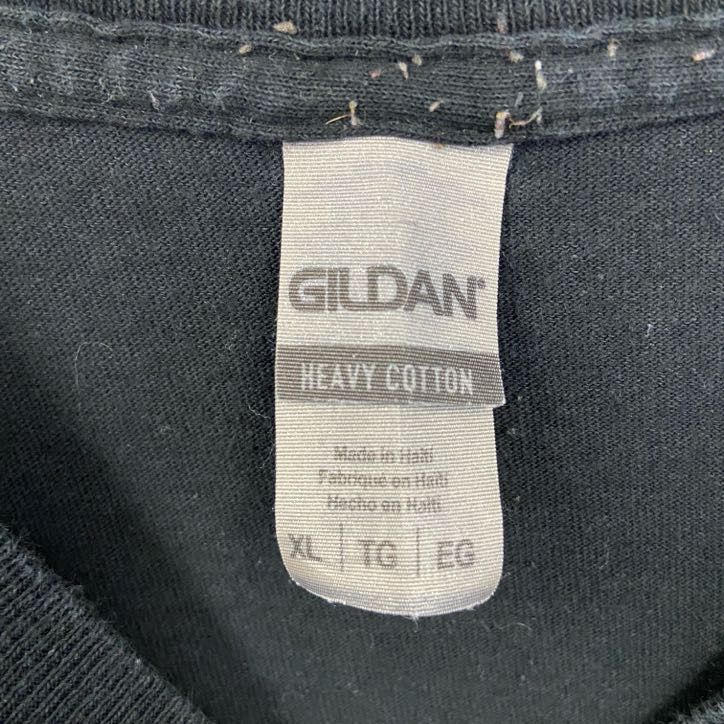 GILDAN®
HEAVY COTTON
Made in Haiti
Fabriqué en Haïti
Hecho en Haití
XL | TG | EG